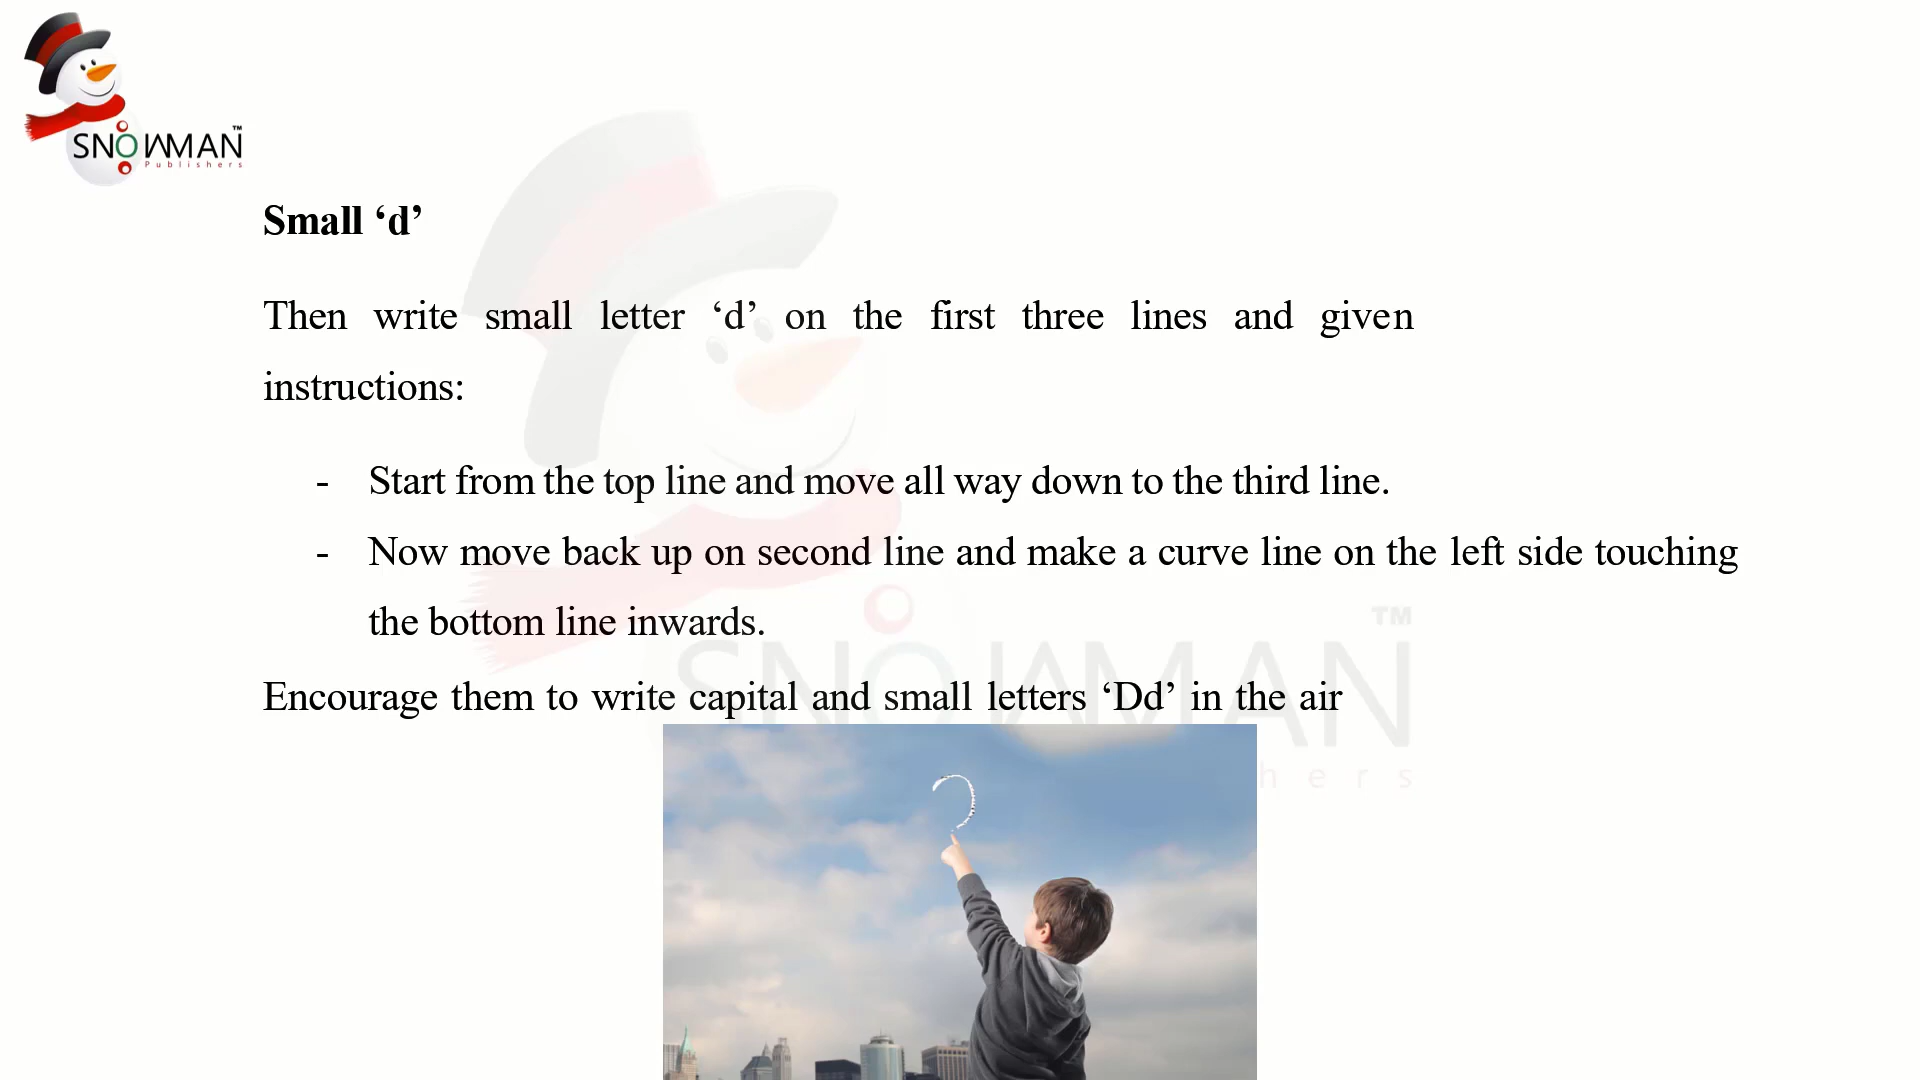 SNOWMAN™
Publishers
Small ‘d’
Then write small letter ‘d’ on the first three lines and given
instructions:
- Start from the top line and move all way down to the third line.
- Now move back up on second line and make a curve line on the left side touching
the bottom line inwards.
SNOWMAN™
Encourage them to write capital and small letters ‘Dd’ in the air
hers